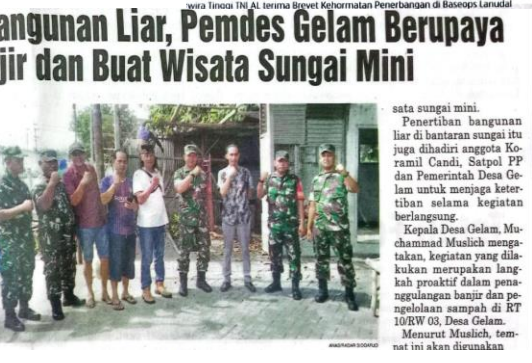 wira Tinggi TNI AL terima Brevet Kehormatan Penerbangan di Baseops Lanudal
angunan Liar, Pemdes Gelam Berupaya
jir dan Buat Wisata Sungai Mini
sata sungai mini.
Penertiban bangunan
liar di bantaran sungai itu
juga dihadiri anggota Ko-
ramil Candi, Satpol PP
dan Pemerintah Desa Ge-
lam untuk menjaga keter-
tiban selama kegiatan
berlangsung.
Kepala Desa Gelam, Mu-
chammad Muslich menga-
takan, kegiatan yang dila-
kukan merupakan lang-
kah proaktif dalam pena-
nggulangan banjir dan pe-
ngelolaan sampah di RT
10/RW 03, Desa Gelam.
Menurut Muslich, tem-
pat ini akan digunakan